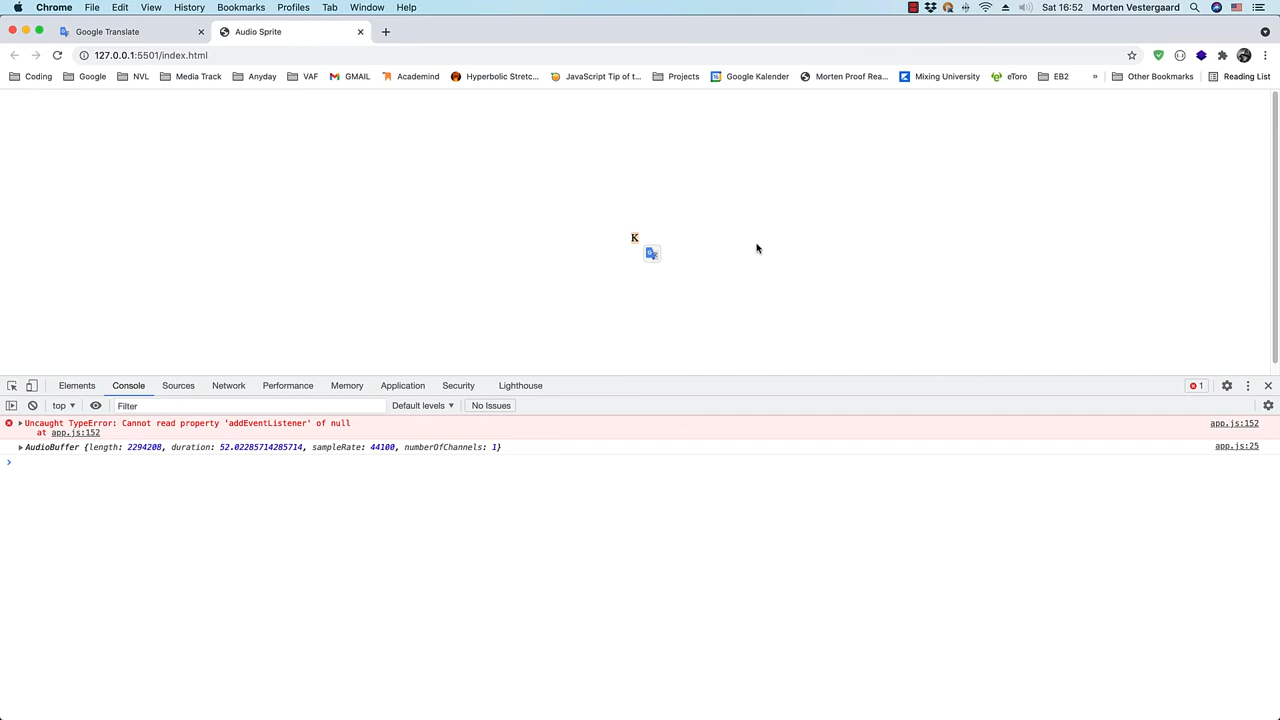 Chrome File Edit View History Bookmarks Profiles Tab Window Help Sat 16:52 Morten Vestergaard
Google Translate Audio Sprite
127.0.0.1:5501/index.html
Coding Google NVL Media Track Anyday VAF GMAIL Academind Hyperbolic Stretc... JavaScript Tip of t... Projects Google Kalender Morten Proof Rea... Mixing University eToro EB2 » Other Bookmarks Reading List
K
Elements Console Sources Network Performance Memory Application Security Lighthouse 1
top ▼ Filter Default levels ▼ No Issues
Uncaught TypeError: Cannot read property 'addEventListener' of null app.js:152
at app.js:152
AudioBuffer {length: 2294208, duration: 52.02285714285714, sampleRate: 44100, numberOfChannels: 1} app.js:25